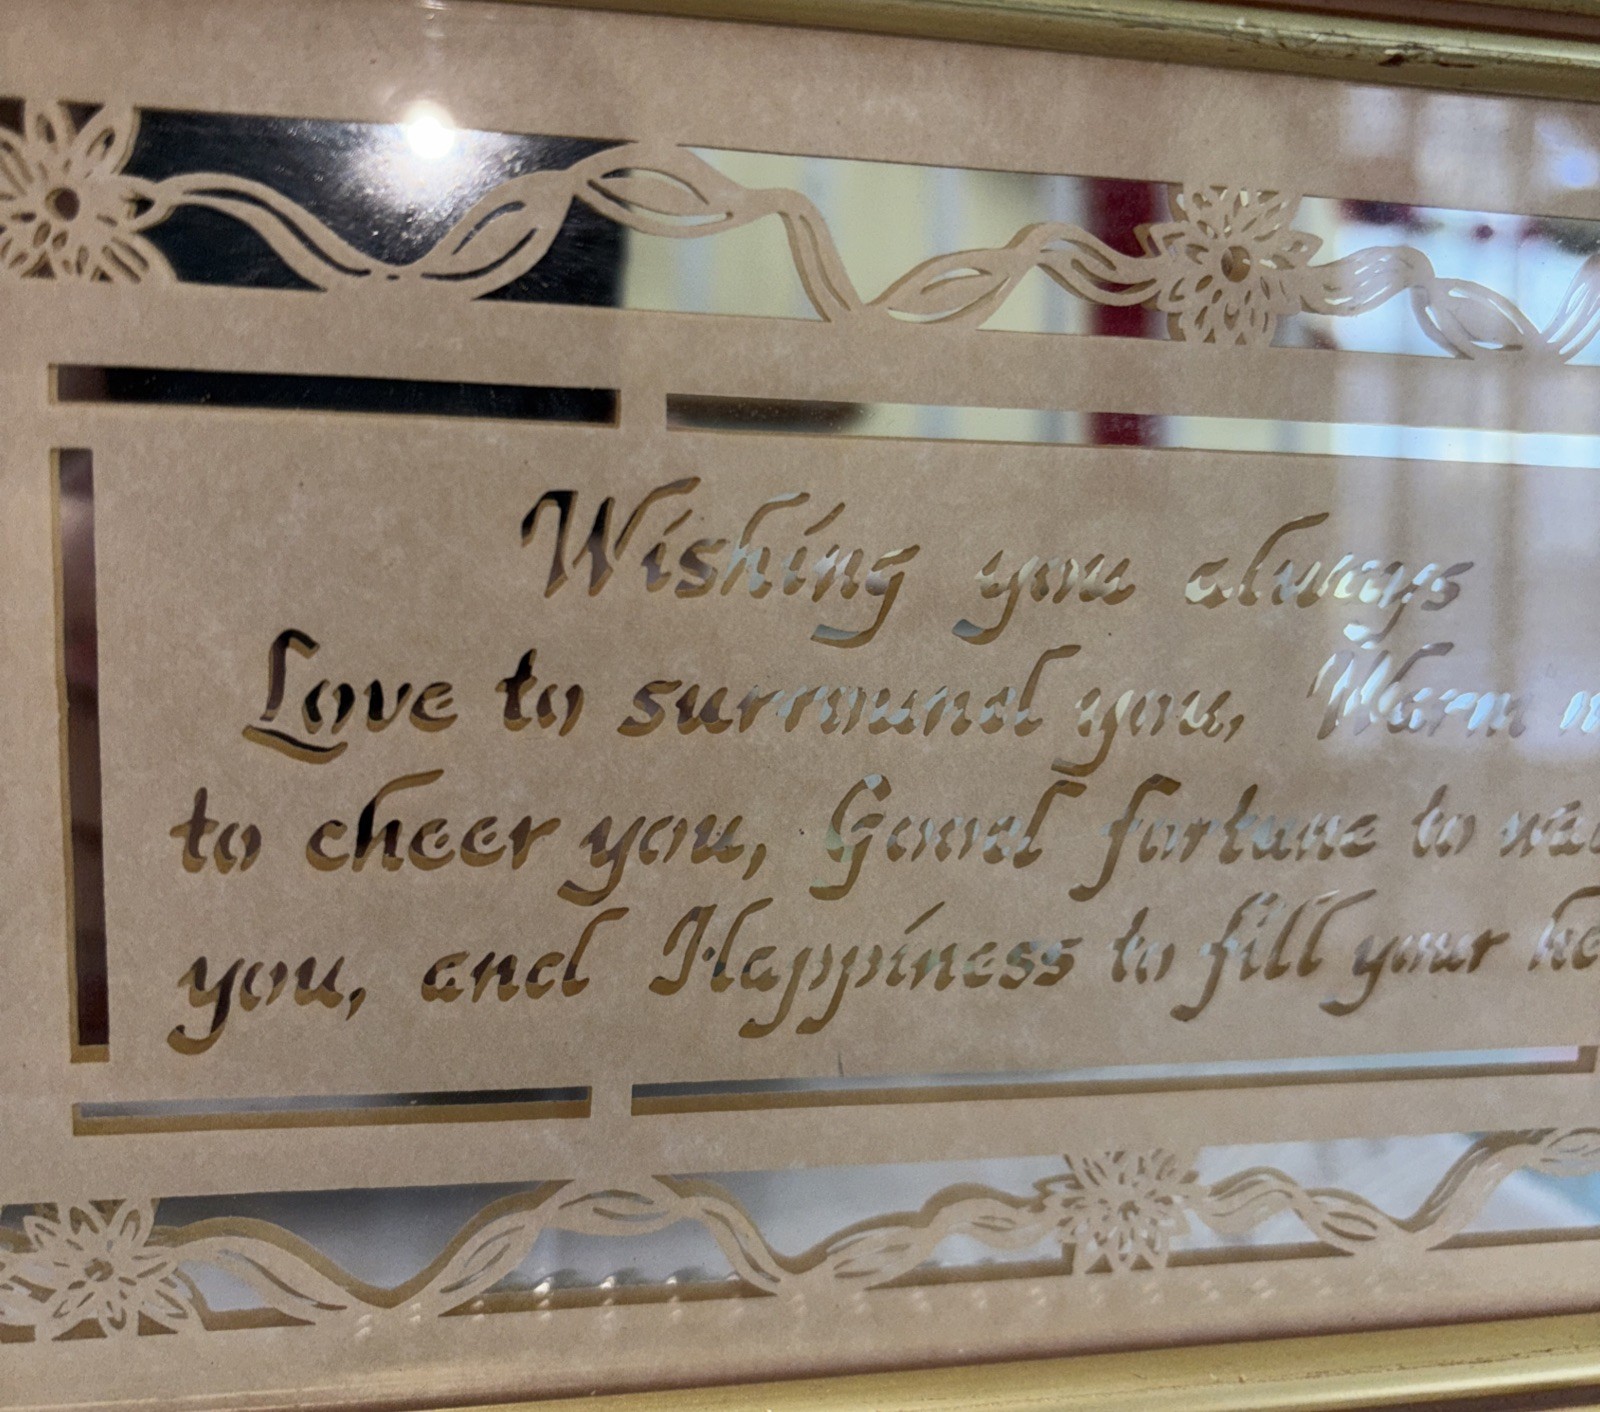 Wishing you always
Love to surround you, Warm
to cheer you, Good fortune to
you, and Happiness to fill your